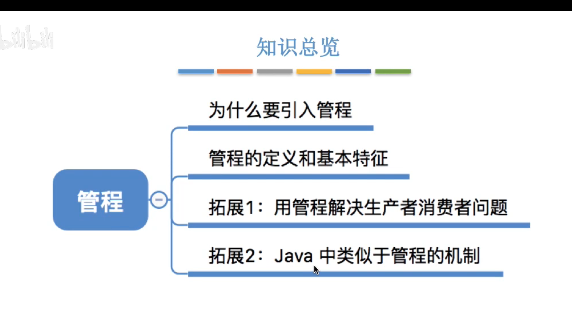 知识总览
为什么要引入管程
管程的定义和基本特征
管程
拓展1：用管程解决生产者消费者问题
拓展2：Java 中类似于管程的机制